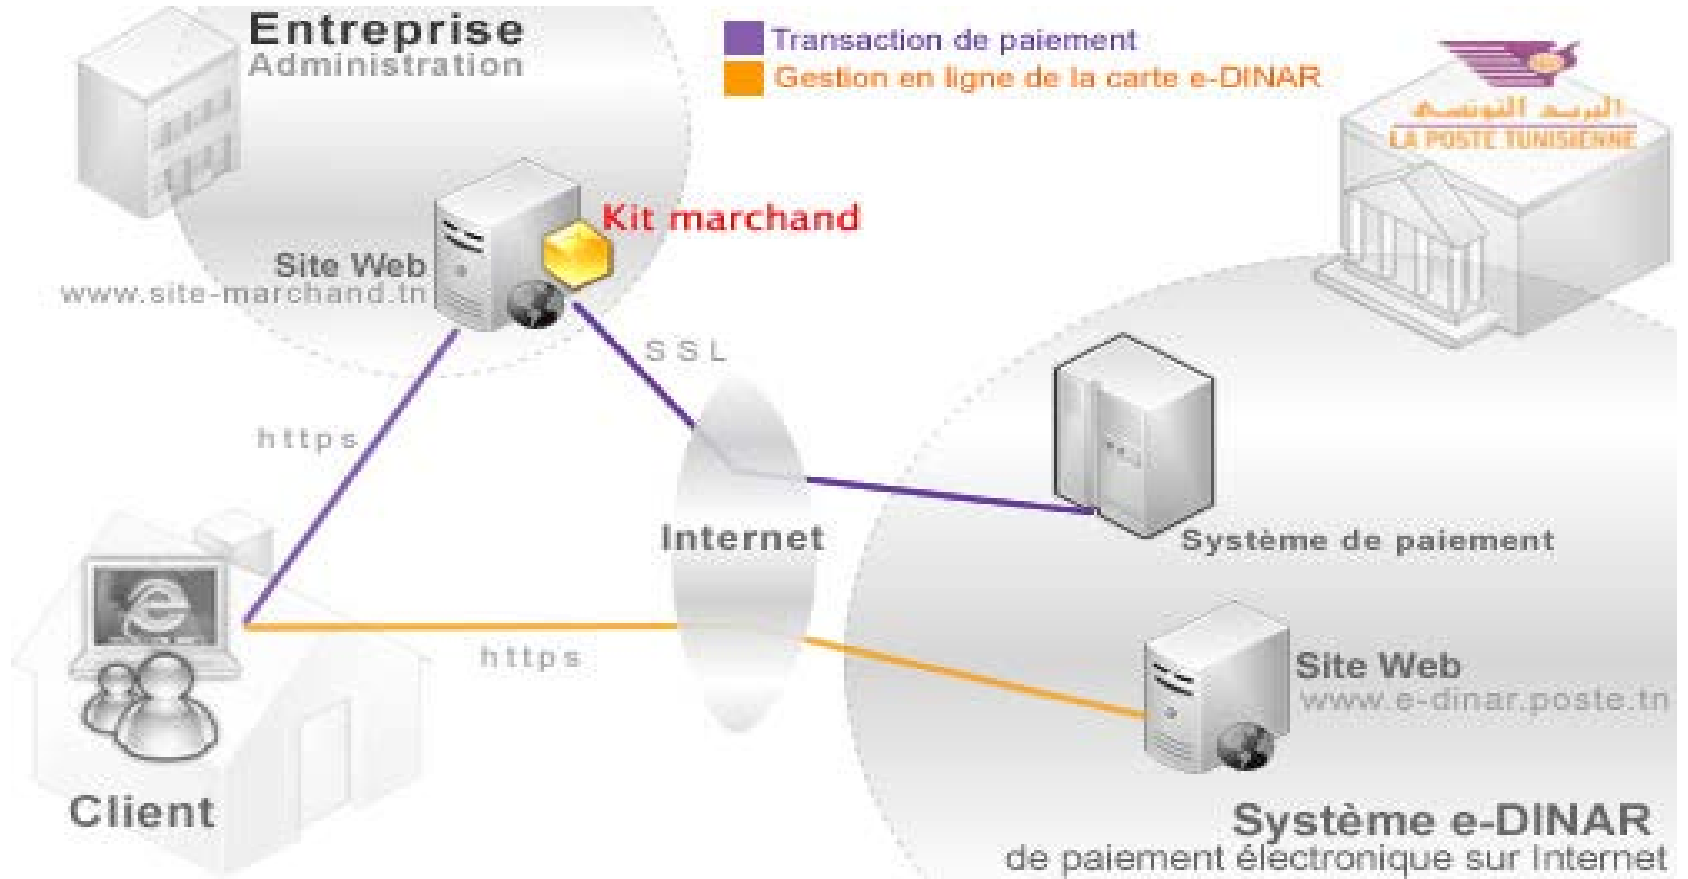 Entreprise
Administration
Transaction de paiement
Gestion en ligne de la carte e-DINAR
البريد التونسي
LA POSTE TUNISIENNE
Kit marchand
Site Web
www.site-marchand.tn
SSL
https
Internet
Système de paiement
https
Site Web
www.e-dinar.poste.tn
Client
Système e-DINAR
de paiement électronique sur Internet